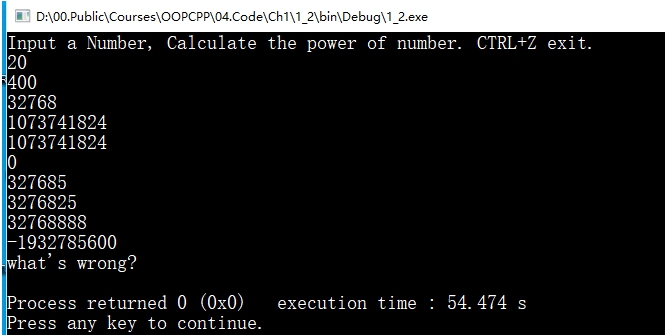 D:\00.Public\Courses\OOPCPP\04.Code\Ch1\1_2\bin\Debug\1_2.exe
Input a Number, Calculate the power of number. CTRL+Z exit.
20
400
32768
1073741824
1073741824
0
327685
3276825
32768888
-1932785600
what's wrong?
Process returned 0 (0x0)   execution time : 54.474 s
Press any key to continue.